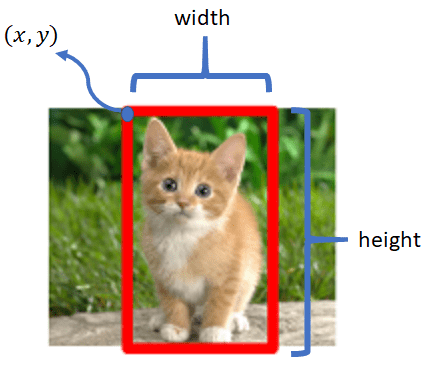 width
(x, y)
height